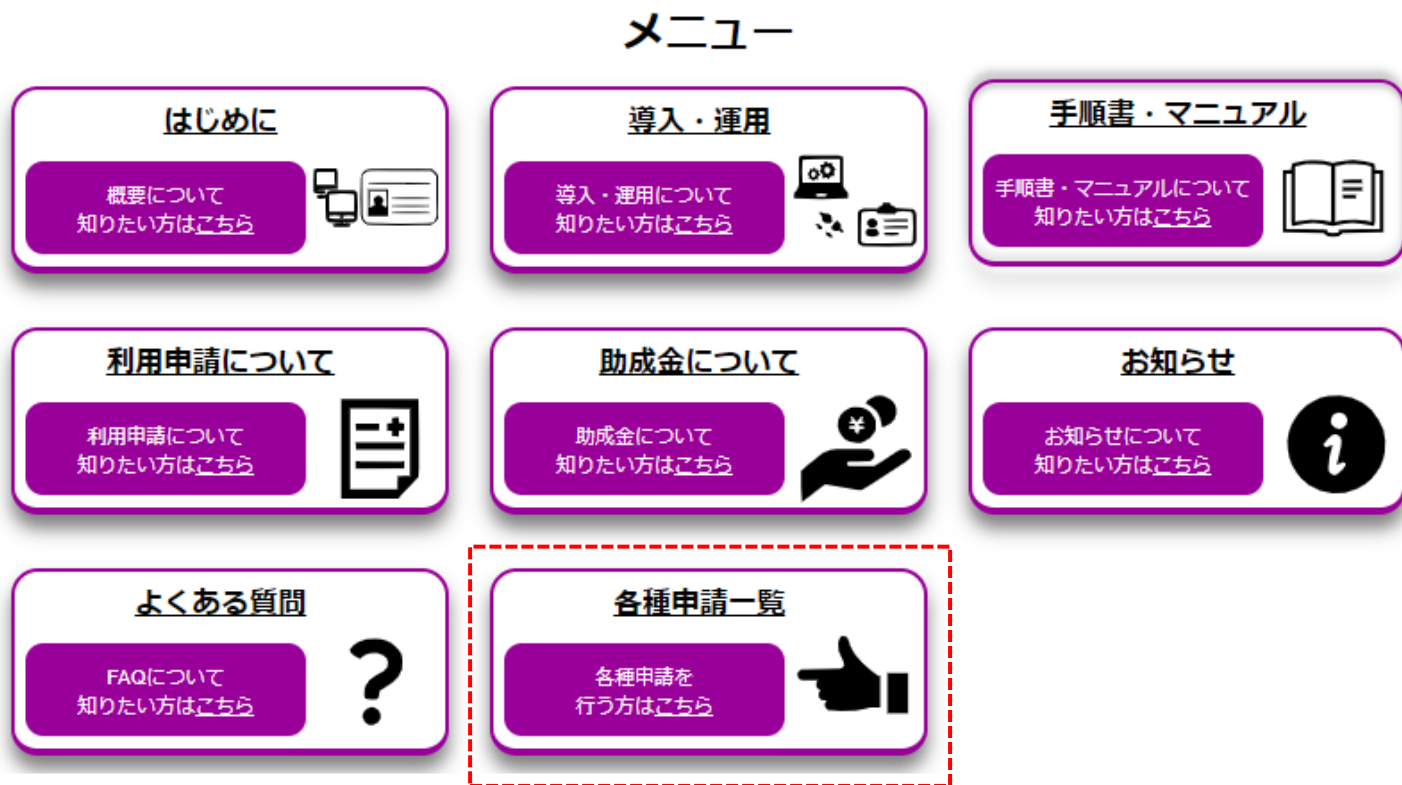 メニュー
はじめに
概要について
知りたい方はこちら
導入・運用
導入・運用について
知りたい方はこちら
手順書・マニュアル
手順書・マニュアルについて
知りたい方はこちら
利用申請について
利用申請について
知りたい方はこちら
助成金について
助成金について
知りたい方はこちら
¥
お知らせ
お知らせについて
知りたい方はこちら
よくある質問
FAQについて
知りたい方はこちら
各種申請一覧
各種申請を
行う方はこちら